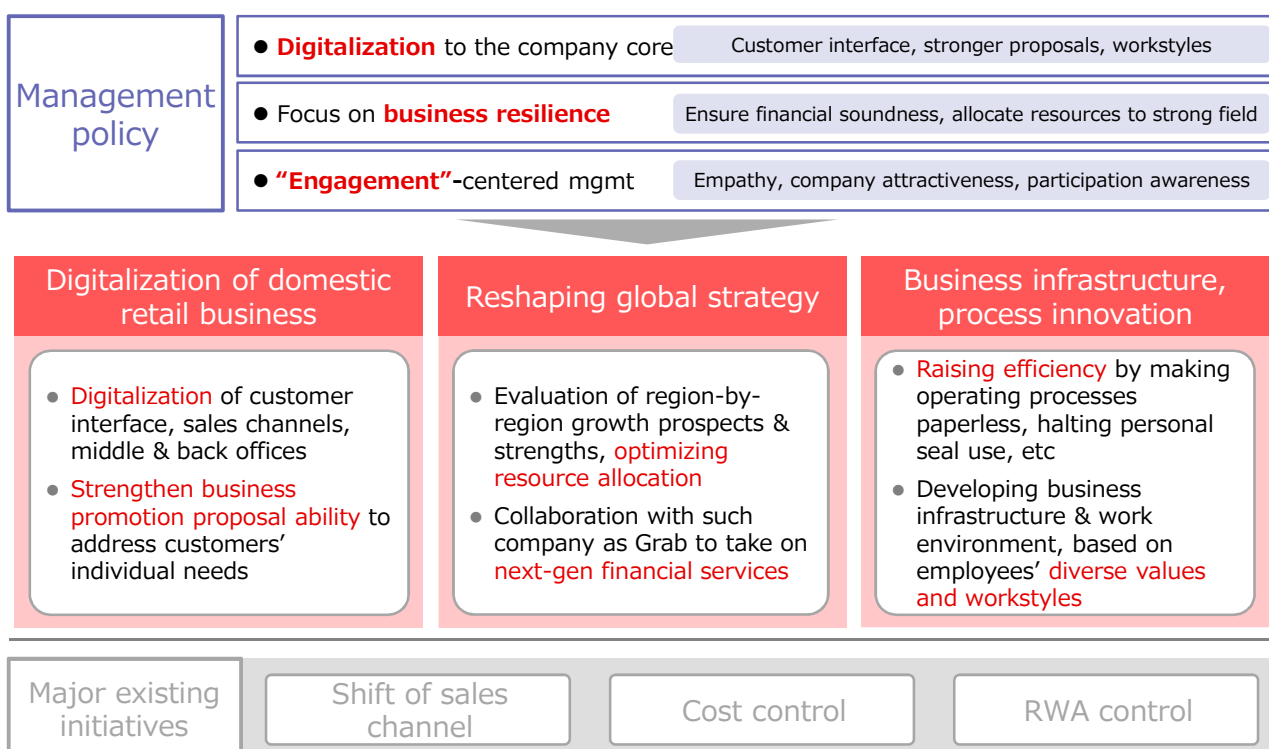 Management
policy
● Digitalization to the company core
Customer interface, stronger proposals, workstyles
● Focus on business resilience
Ensure financial soundness, allocate resources to strong field
● “Engagement”-centered mgmt
Empathy, company attractiveness, participation awareness
Digitalization of domestic
retail business
● Digitalization of customer
interface, sales channels,
middle & back offices
● Strengthen business
promotion proposal ability to
address customers’
individual needs
Reshaping global strategy
● Evaluation of region-by-
region growth prospects &
strengths, optimizing
resource allocation
● Collaboration with such
company as Grab to take on
next-gen financial services
Business infrastructure,
process innovation
● Raising efficiency by making
operating processes
paperless, halting personal
seal use, etc
● Developing business
infrastructure & work
environment, based on
employees’ diverse values
and workstyles
Major existing
initiatives
Shift of sales
channel
Cost control
RWA control